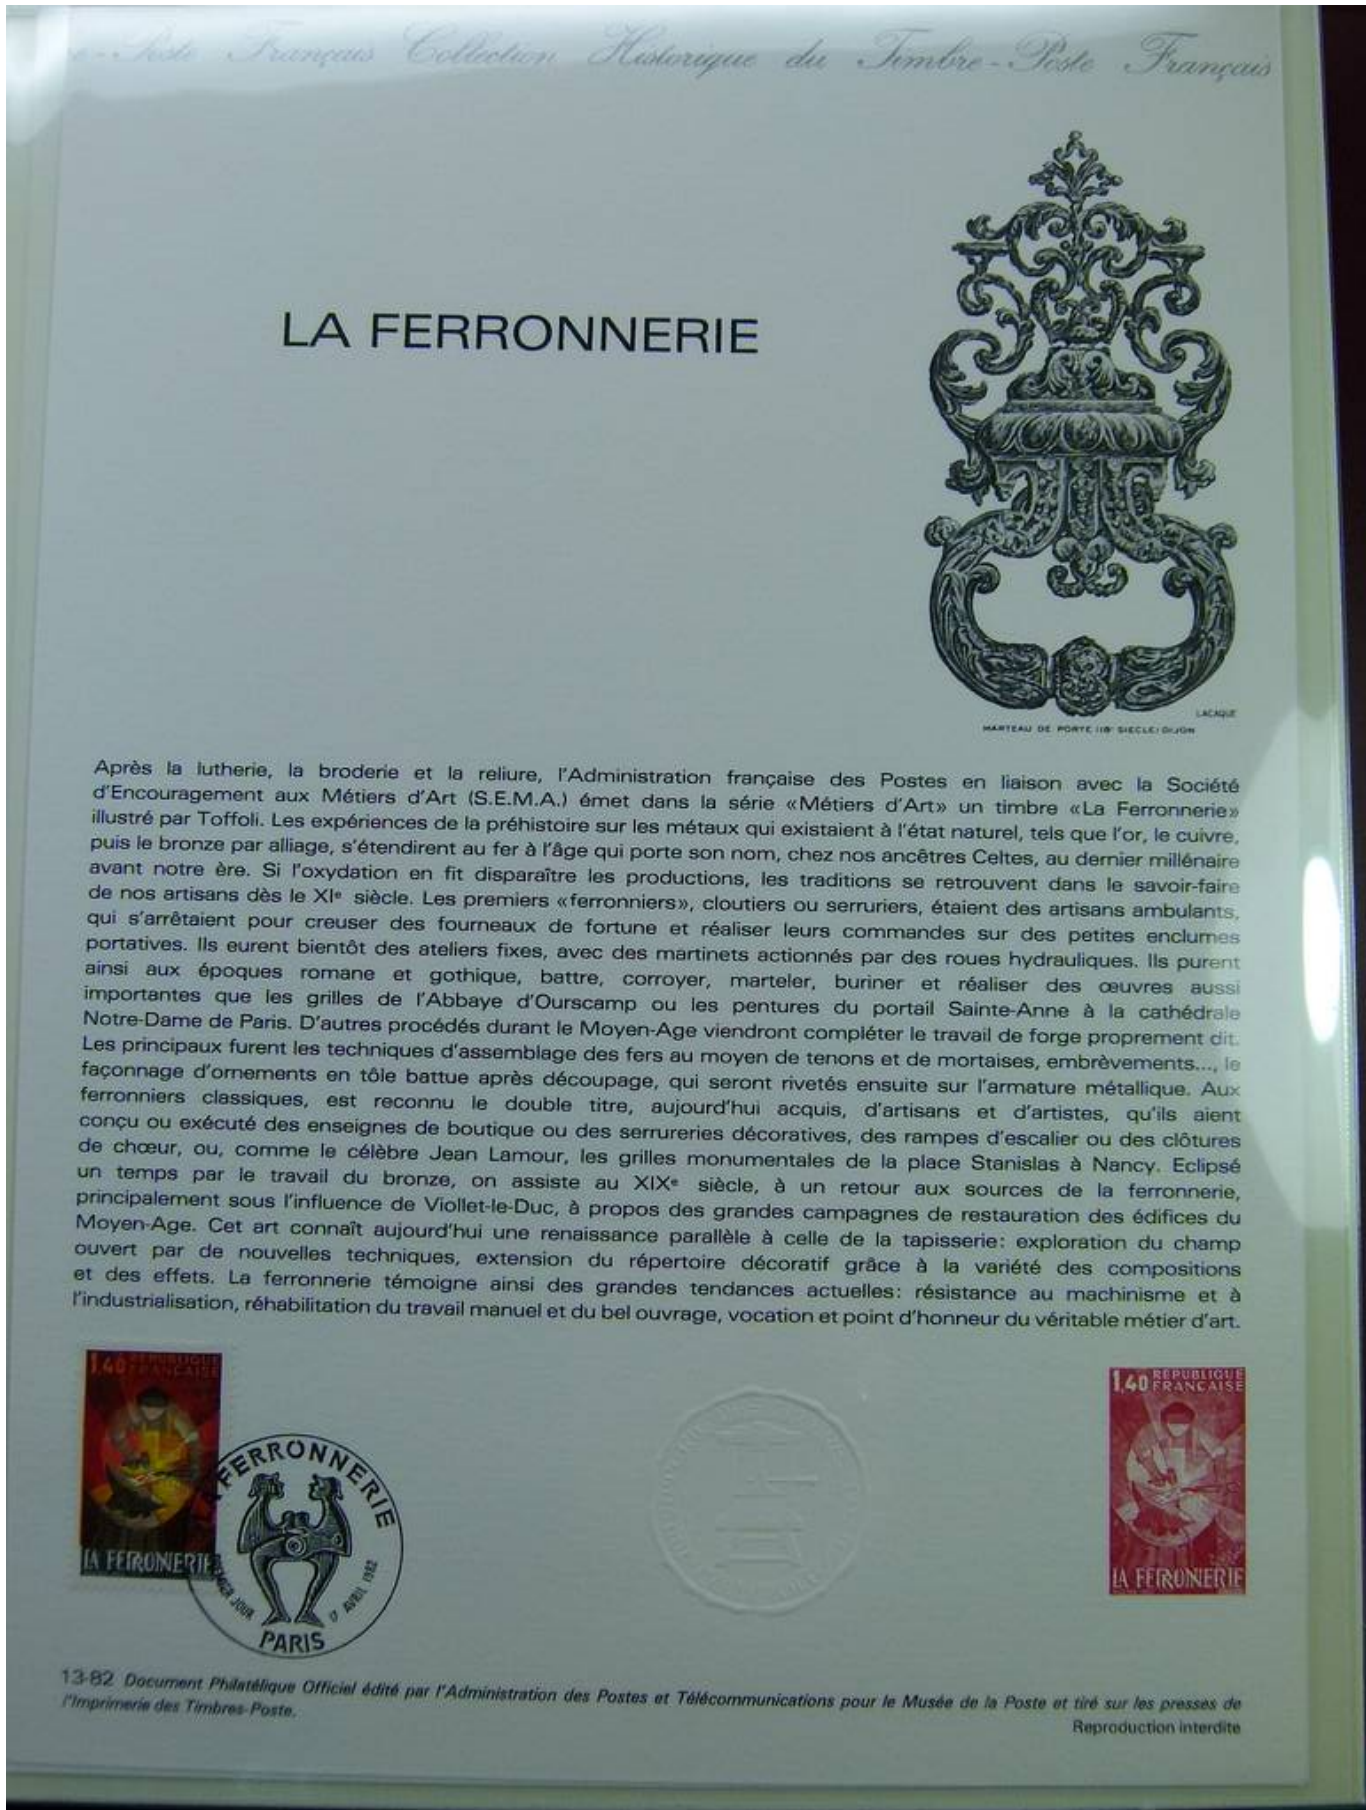 e-Poste Français Collection Historique du Timbre-Poste Français
LA FERRONNERIE
LACAQUE
MARTEAU DE PORTE (18e SIECLE) DIJON
Après la lutherie, la broderie et la reliure, l'Administration française des Postes en liaison avec la Société
d'Encouragement aux Métiers d'Art (S.E.M.A.) émet dans la série «Métiers d'Art» un timbre «La Ferronnerie»
illustré par Toffoli. Les expériences de la préhistoire sur les métaux qui existaient à l'état naturel, tels que l'or, le cuivre,
puis le bronze par alliage, s'étendirent au fer à l'âge qui porte son nom, chez nos ancêtres Celtes, au dernier millénaire
avant notre ère. Si l'oxydation en fit disparaître les productions, les traditions se retrouvent dans le savoir-faire
de nos artisans dès le XIe siècle. Les premiers «ferronniers», cloutiers ou serruriers, étaient des artisans ambulants,
qui s'arrêtaient pour creuser des fourneaux de fortune et réaliser leurs commandes sur des petites enclumes
portatives. Ils eurent bientôt des ateliers fixes, avec des martinets actionnés par des roues hydrauliques. Ils purent
ainsi aux époques romane et gothique, battre, corroyer, marteler, buriner et réaliser des œuvres aussi
importantes que les grilles de l'Abbaye d'Ourscamp ou les pentures du portail Sainte-Anne à la cathédrale
Notre-Dame de Paris. D'autres procédés durant le Moyen-Age viendront compléter le travail de forge proprement dit.
Les principaux furent les techniques d'assemblage des fers au moyen de tenons et de mortaises, embrèvements..., le
façonnage d'ornements en tôle battue après découpage, qui seront rivetés ensuite sur l'armature métallique. Aux
ferronniers classiques, est reconnu le double titre, aujourd'hui acquis, d'artisans et d'artistes, qu'ils aient
conçu ou exécuté des enseignes de boutique ou des serrureries décoratives, des rampes d'escalier ou des clôtures
de chœur, ou, comme le célèbre Jean Lamour, les grilles monumentales de la place Stanislas à Nancy. Eclipsé
un temps par le travail du bronze, on assiste au XIXe siècle, à un retour aux sources de la ferronnerie,
principalement sous l'influence de Viollet-le-Duc, à propos des grandes campagnes de restauration des édifices du
Moyen-Age. Cet art connaît aujourd'hui une renaissance parallèle à celle de la tapisserie: exploration du champ
ouvert par de nouvelles techniques, extension du répertoire décoratif grâce à la variété des compositions
et des effets. La ferronnerie témoigne ainsi des grandes tendances actuelles: résistance au machinisme et à
l'industrialisation, réhabilitation du travail manuel et du bel ouvrage, vocation et point d'honneur du véritable métier d'art.
1,40 REPUBLIQUE
FRANCAISE
LA FERRONNERIE
LA FERRONNERIE
PREMIER JOUR
17 AVRIL 1982
PARIS
1,40 REPUBLIQUE
FRANCAISE
LA FERRONNERIE
13-82 Document Philatélique Officiel édité par l'Administration des Postes et Télécommunications pour le Musée de la Poste et tiré sur les presses de
l'Imprimerie des Timbres-Poste.
Reproduction interdite